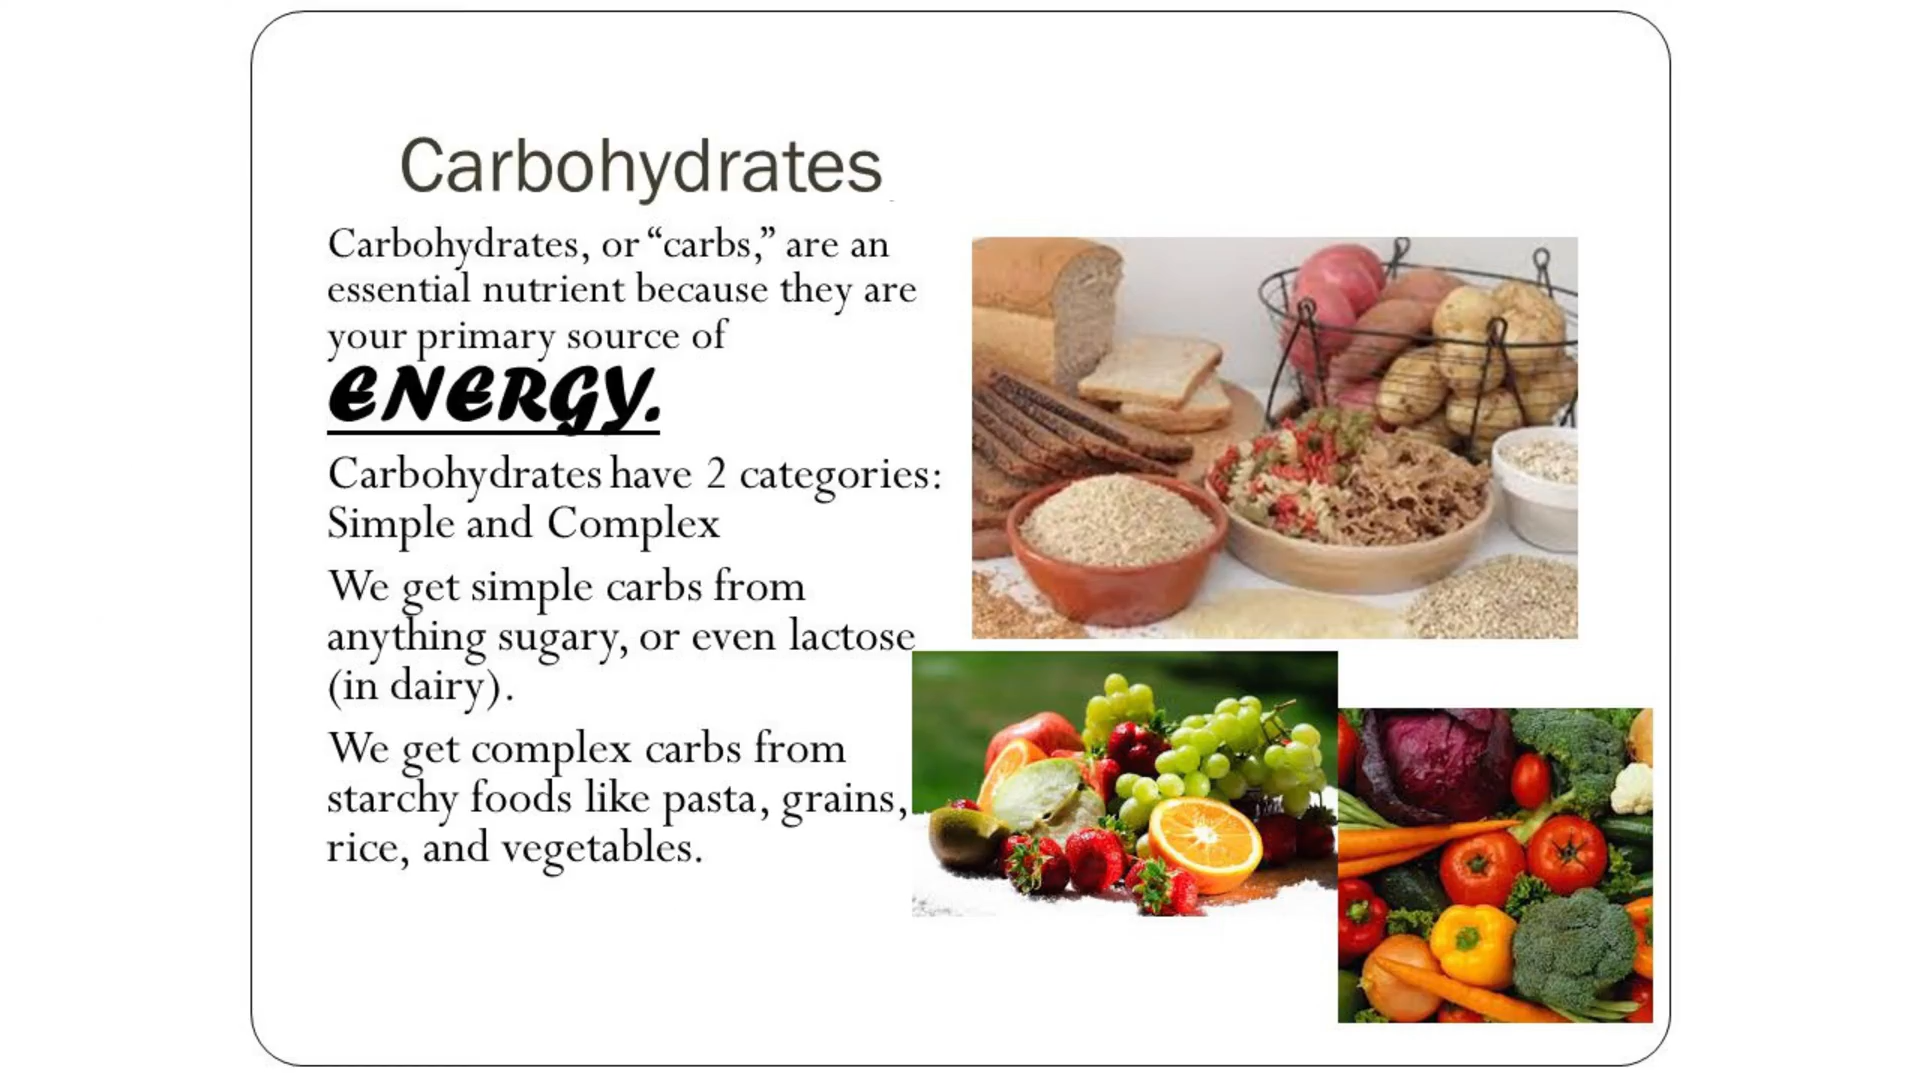 Carbohydrates
Carbohydrates, or “carbs,” are an
essential nutrient because they are
your primary source of
ENERGY.
Carbohydrates have 2 categories:
Simple and Complex
We get simple carbs from
anything sugary, or even lactose
(in dairy).
We get complex carbs from
starchy foods like pasta, grains,
rice, and vegetables.